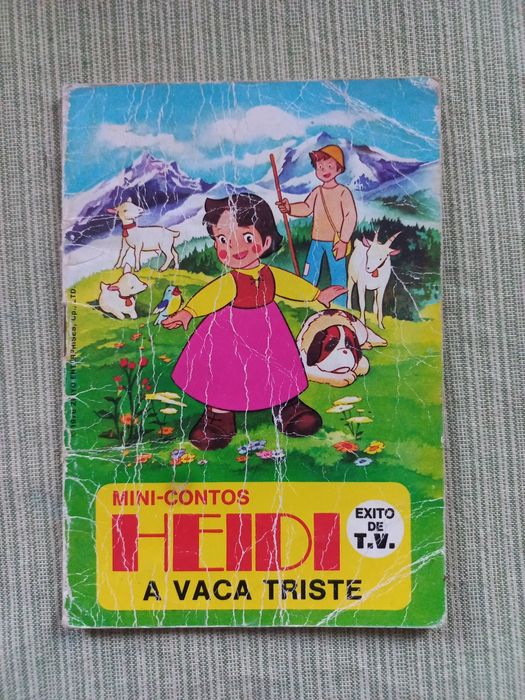 MINI-CONTOS
HEIDI
A VACA TRISTE
EXITO
DE
T.V.